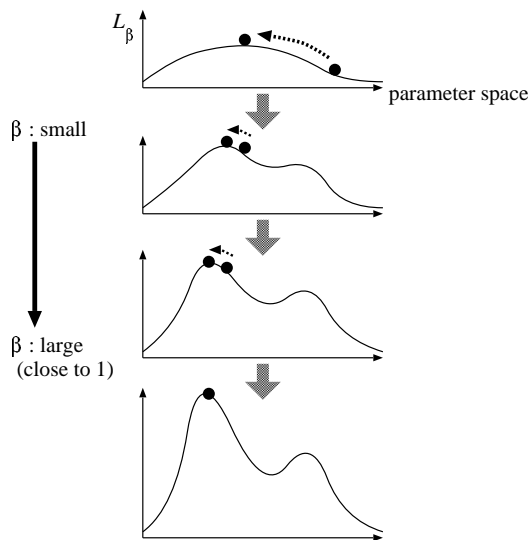 L_β
parameter space
β : small
β : large
(close to 1)